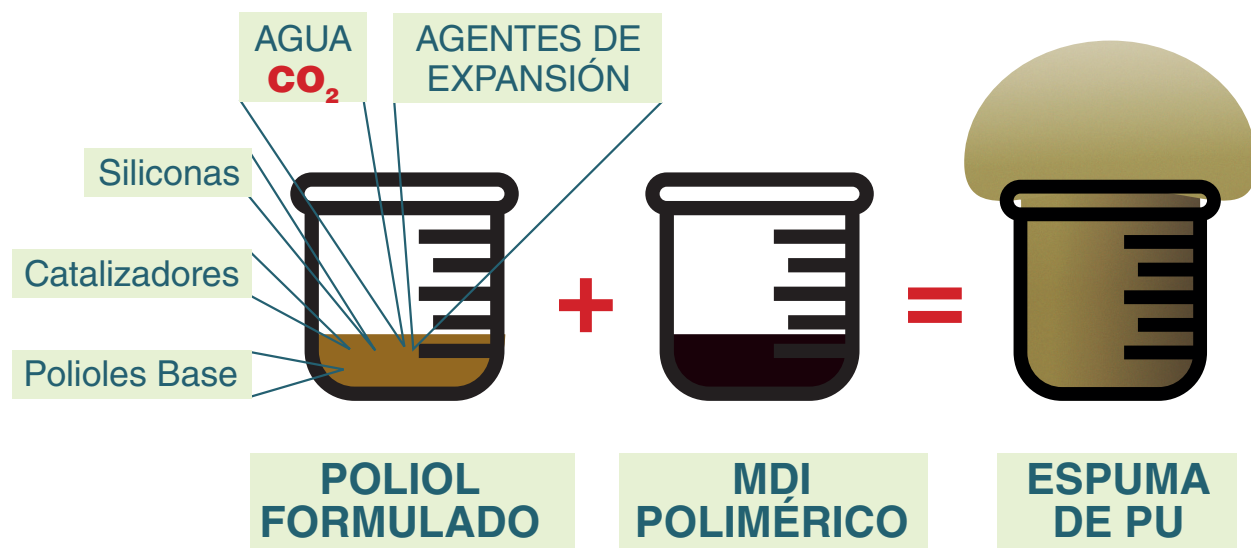 AGUA
CO₂
AGENTES DE
EXPANSIÓN
Siliconas
Catalizadores
Polioles Base
+
=
POLIOL
FORMULADO
MDI
POLIMÉRICO
ESPUMA
DE PU